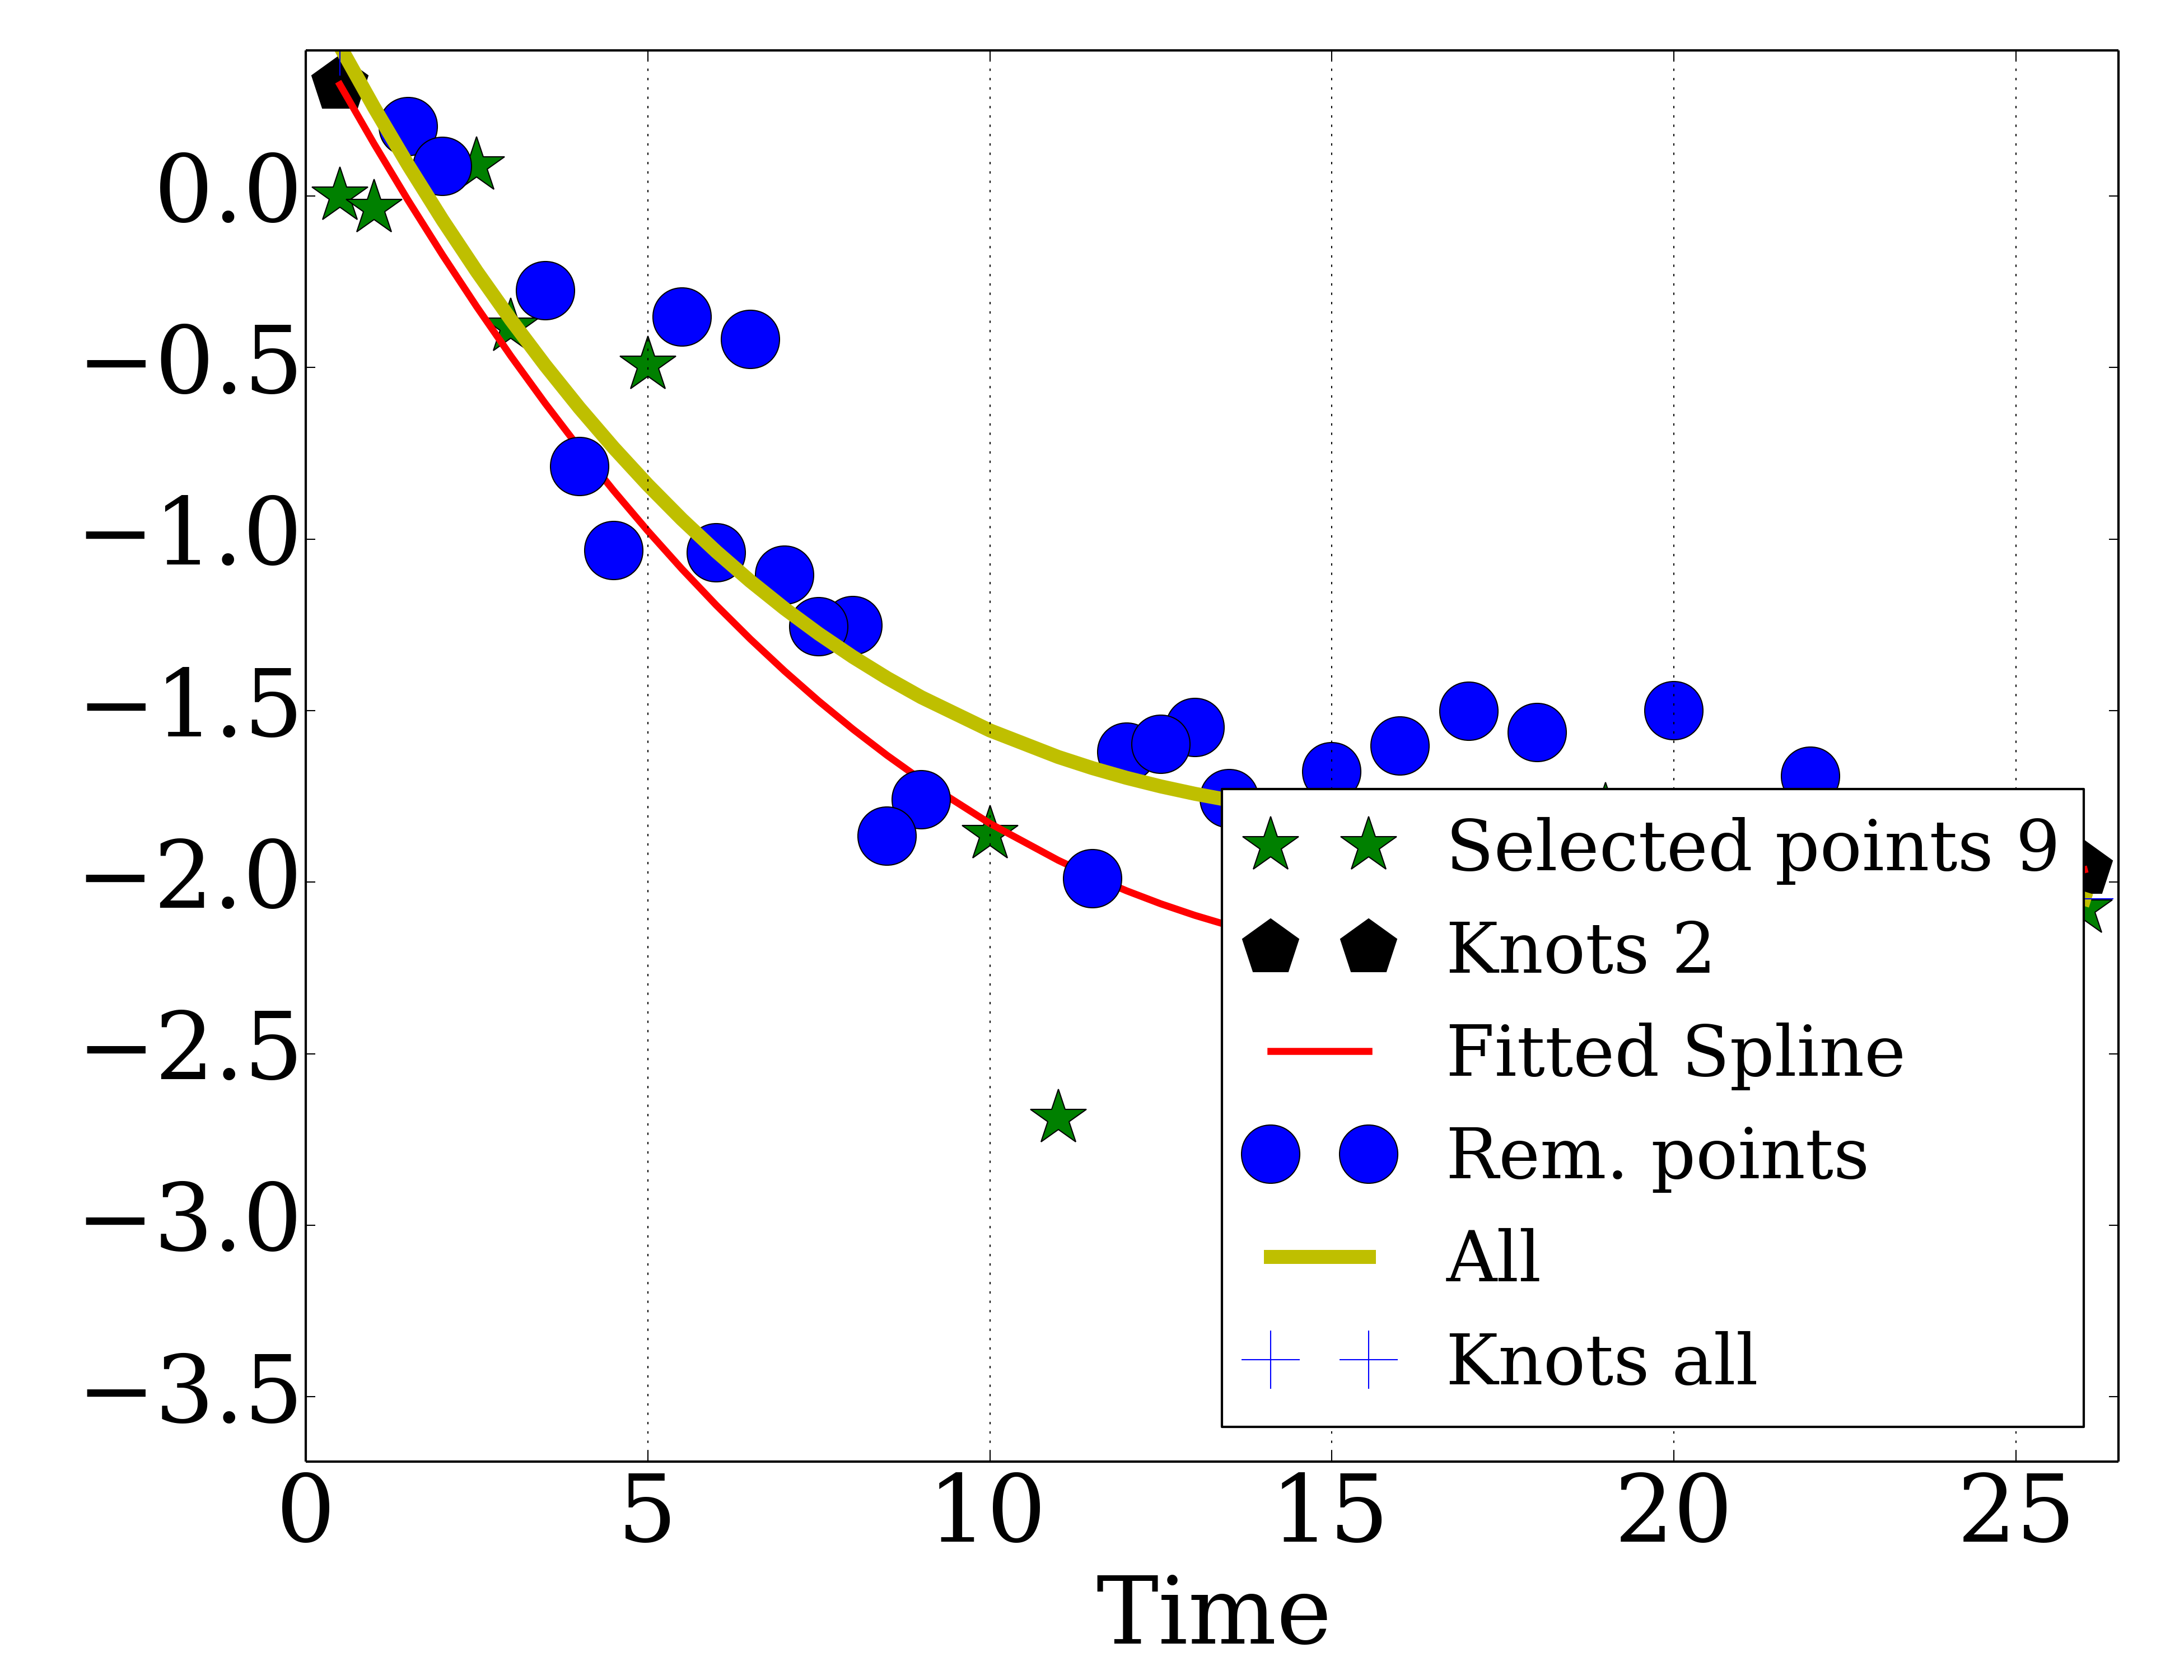 0.0
−0.5
−1.0
−1.5
−2.0
−2.5
−3.0
−3.5
Selected points 9
Knots 2
Fitted Spline
Rem. points
All
Knots all
0 5 10 15 20 25
Time